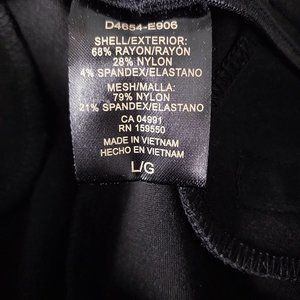 D4654-E906
SHELL/EXTERIOR:
68% RAYON/RAYÓN
28% NYLON
4% SPANDEX/ELASTANO
MESH/MALLA:
79% NYLON
21% SPANDEX/ELASTANO
CA 04991
RN 159550
MADE IN VIETNAM
HECHO EN VIETNAM
L/G